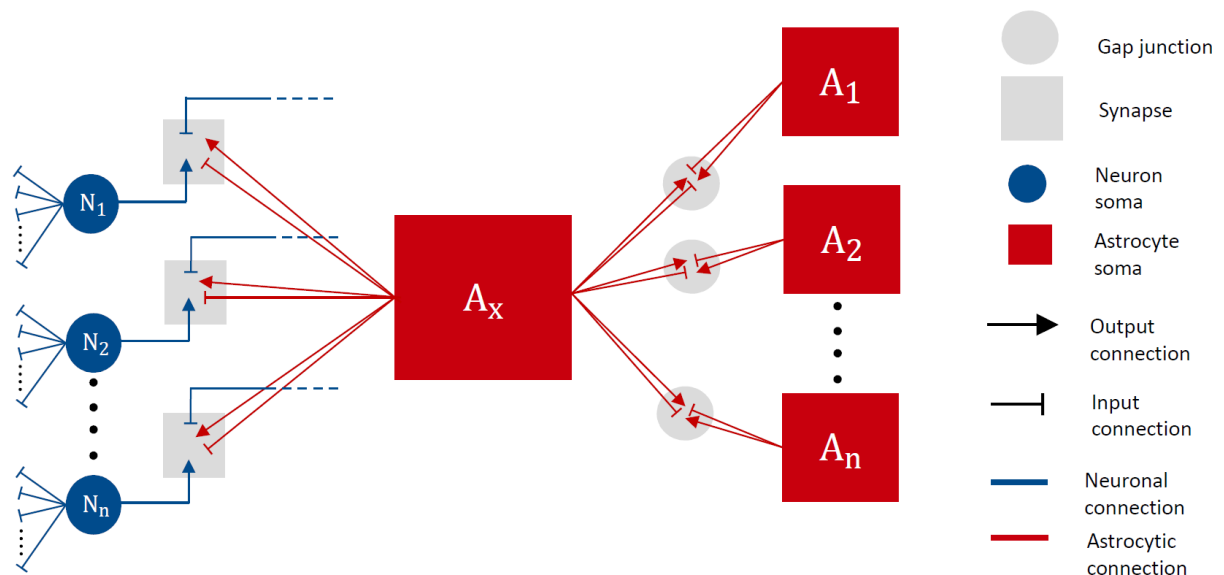 N1
N2
Nn
Ax
A1
A2
An
Gap junction
Synapse
Neuron
soma
Astrocyte
soma
Output
connection
Input
connection
Neuronal
connection
Astrocytic
connection